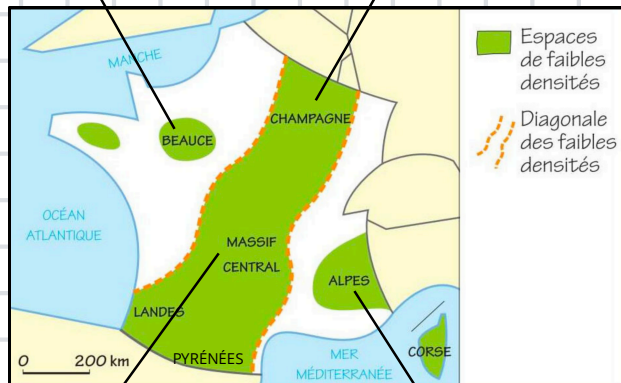 MANCHE
CHAMPAGNE
BEAUCE
OCÉAN
ATLANTIQUE
MASSIF
CENTRAL
ALPES
LANDES
PYRÉNÉES
CORSE
MER
MÉDITERRANÉE
0 200 km
Espaces
de faibles
densités
Diagonale
des faibles
densités